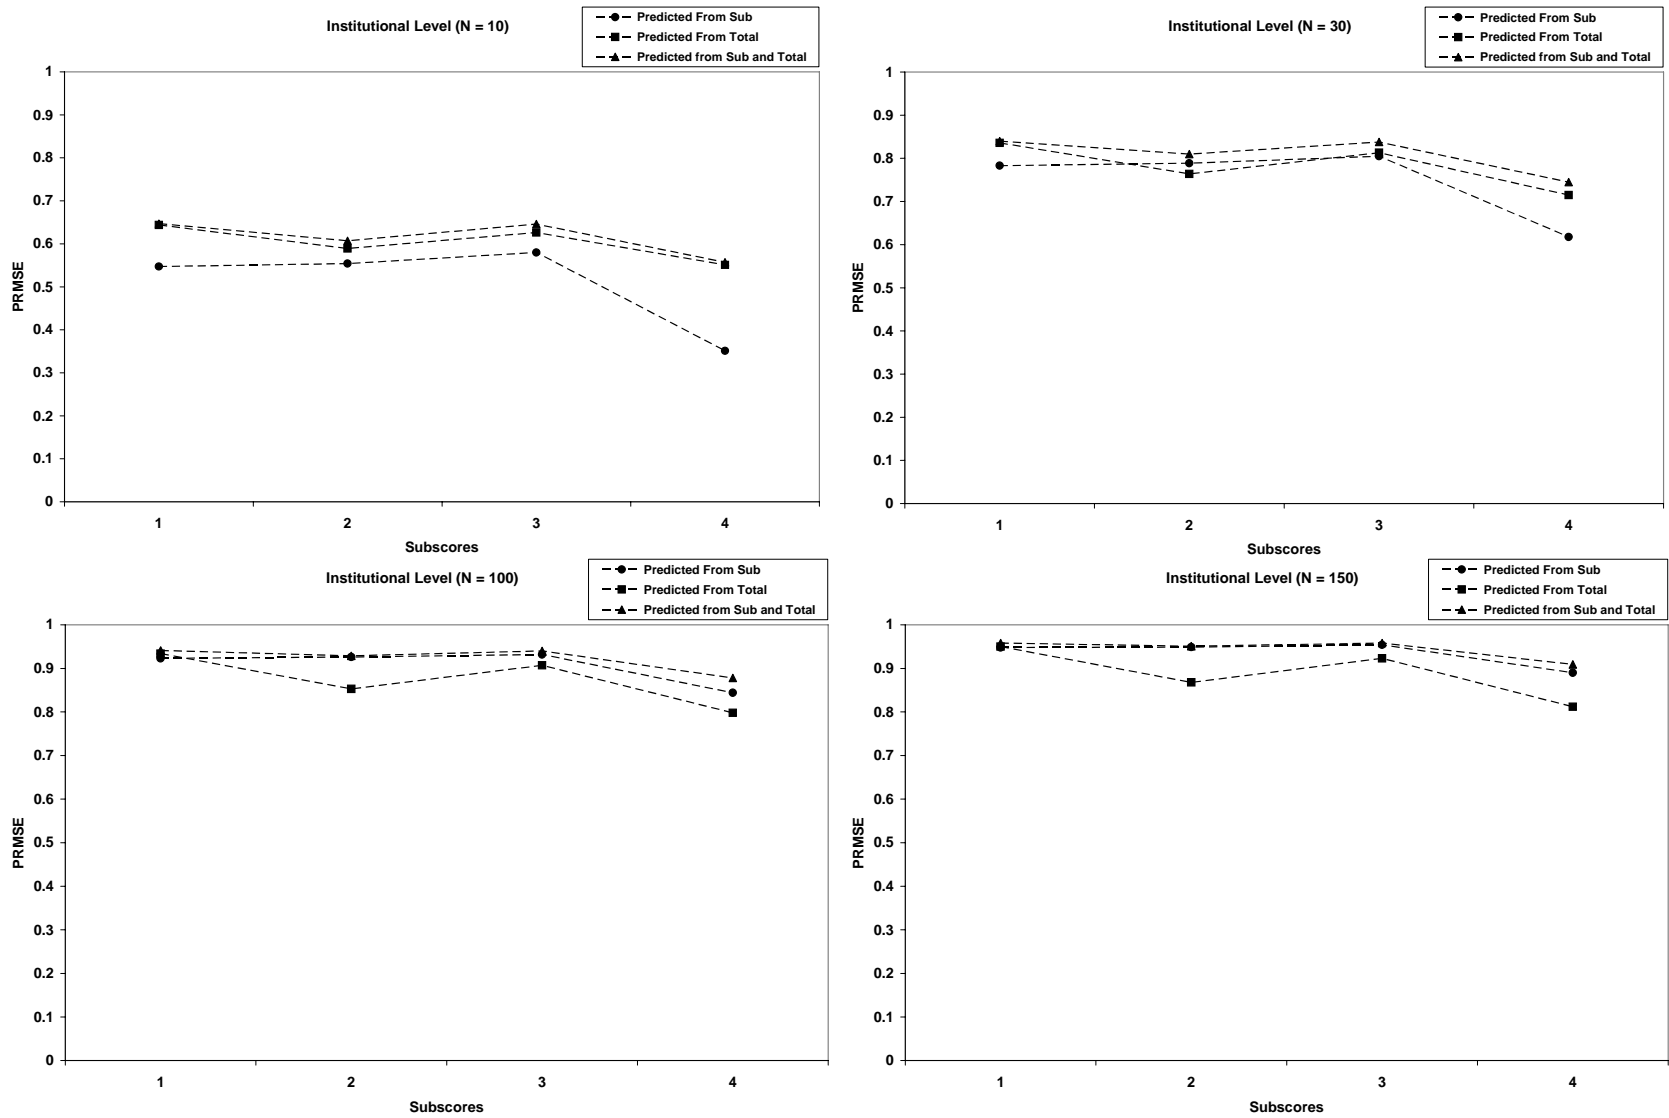 Institutional Level (N = 10)
Predicted From Sub
Predicted From Total
Predicted from Sub and Total
1
0.9
0.8
0.7
0.6
0.5
0.4
0.3
0.2
0.1
0
PRMSE
1 2 3 4
Subscores
Institutional Level (N = 30)
Predicted From Sub
Predicted From Total
Predicted from Sub and Total
1
0.9
0.8
0.7
0.6
0.5
0.4
0.3
0.2
0.1
0
PRMSE
1 2 3 4
Subscores
Institutional Level (N = 100)
Predicted From Sub
Predicted From Total
Predicted from Sub and Total
1
0.9
0.8
0.7
0.6
0.5
0.4
0.3
0.2
0.1
0
PRMSE
1 2 3 4
Subscores
Institutional Level (N = 150)
Predicted From Sub
Predicted From Total
Predicted from Sub and Total
1
0.9
0.8
0.7
0.6
0.5
0.4
0.3
0.2
0.1
0
PRMSE
1 2 3 4
Subscores